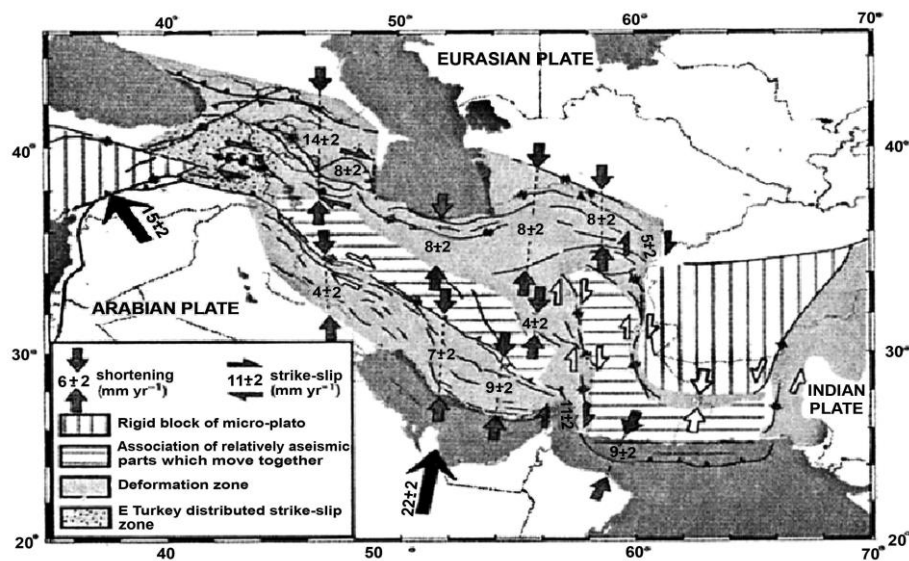 40° 50° 60° 70°
EURASIAN PLATE
40°
40°
14±2
8±2
8±2
8±2
8±2
5±2
15±2
ARABIAN PLATE
4±2
4±2
30°
30°
7±2
9±2
11±2
9±2
22±2
INDIAN
PLATE
shortening
6±2 (mm yr⁻¹)
strike-slip
11±2 (mm yr⁻¹)
Rigid block of micro-plato
Association of relatively aseismic
parts which move together
Deformation zone
E Turkey distributed strike-slip
zone
20°
20°
40° 50° 60° 70°